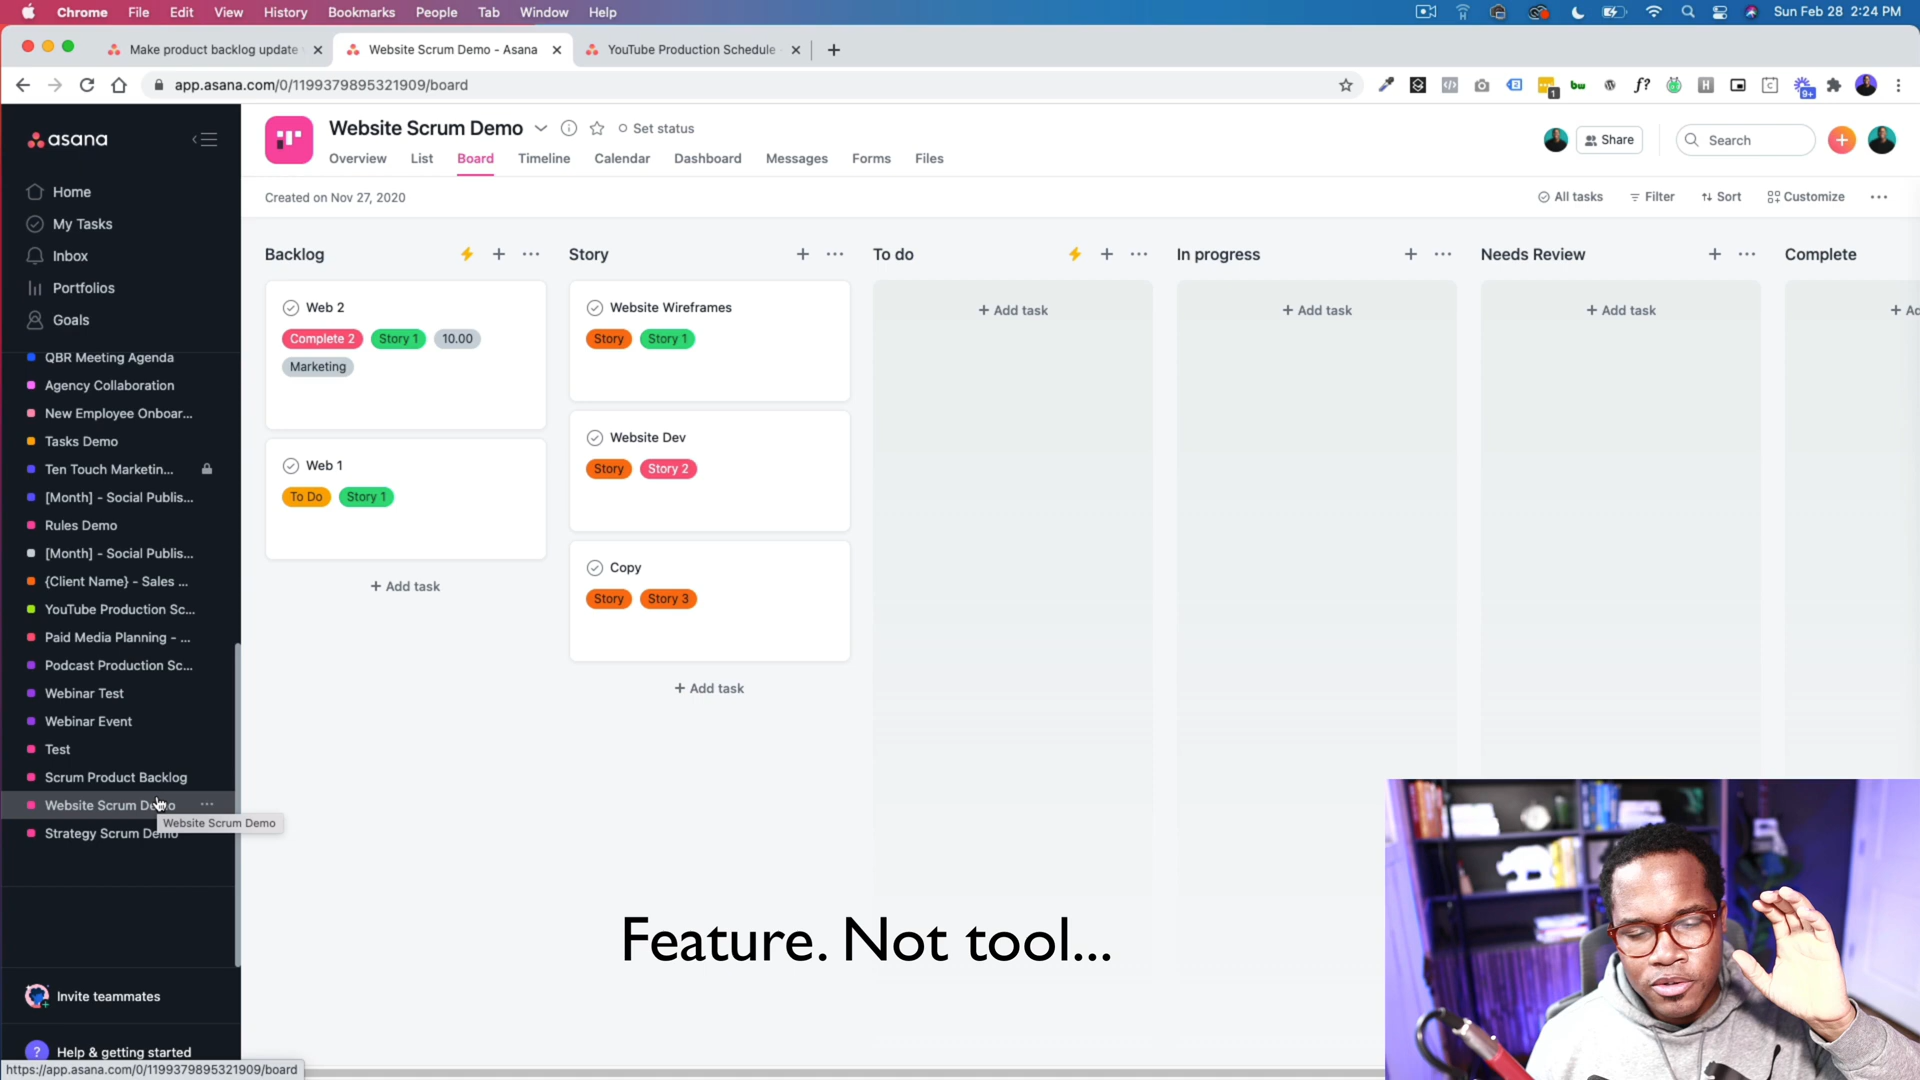 Chrome File Edit View History Bookmarks People Tab Window Help
Sun Feb 28 2:24 PM
Make product backlog update
Website Scrum Demo - Asana
YouTube Production Schedule
app.asana.com/0/1199379895321909/board
1
bw
f?
H
C
9+
asana
Home
My Tasks
Inbox
Portfolios
Goals
QBR Meeting Agenda
Agency Collaboration
New Employee Onboar...
Tasks Demo
Ten Touch Marketin...
[Month] - Social Publis...
Rules Demo
[Month] - Social Publis...
{Client Name} - Sales ...
YouTube Production Sc...
Paid Media Planning - ...
Podcast Production Sc...
Webinar Test
Webinar Event
Test
Scrum Product Backlog
Website Scrum Demo
Website Scrum Demo
Strategy Scrum Demo
Invite teammates
? Help & getting started
https://app.asana.com/0/1199379895321909/board
Website Scrum Demo
Set status
Share
Search
Overview List Board Timeline Calendar Dashboard Messages Forms Files
Created on Nov 27, 2020
All tasks Filter Sort Customize
Backlog
Web 2
Complete 2 Story 1 10.00
Marketing
Web 1
To Do Story 1
+ Add task
Story
Website Wireframes
Story Story 1
Website Dev
Story Story 2
Copy
Story Story 3
+ Add task
To do
+ Add task
In progress
+ Add task
Needs Review
+ Add task
Complete
+ Ad
Feature. Not tool...